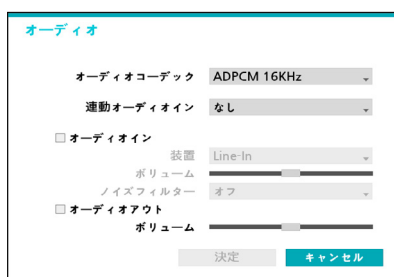 オーディオ
オーディオコーデック ADPCM 16KHz
連動オーディオイン なし
オーディオイン
装置 Line-In
ボリューム
ノイズフィルター オフ
オーディオアウト
ボリューム
決定 キャンセル